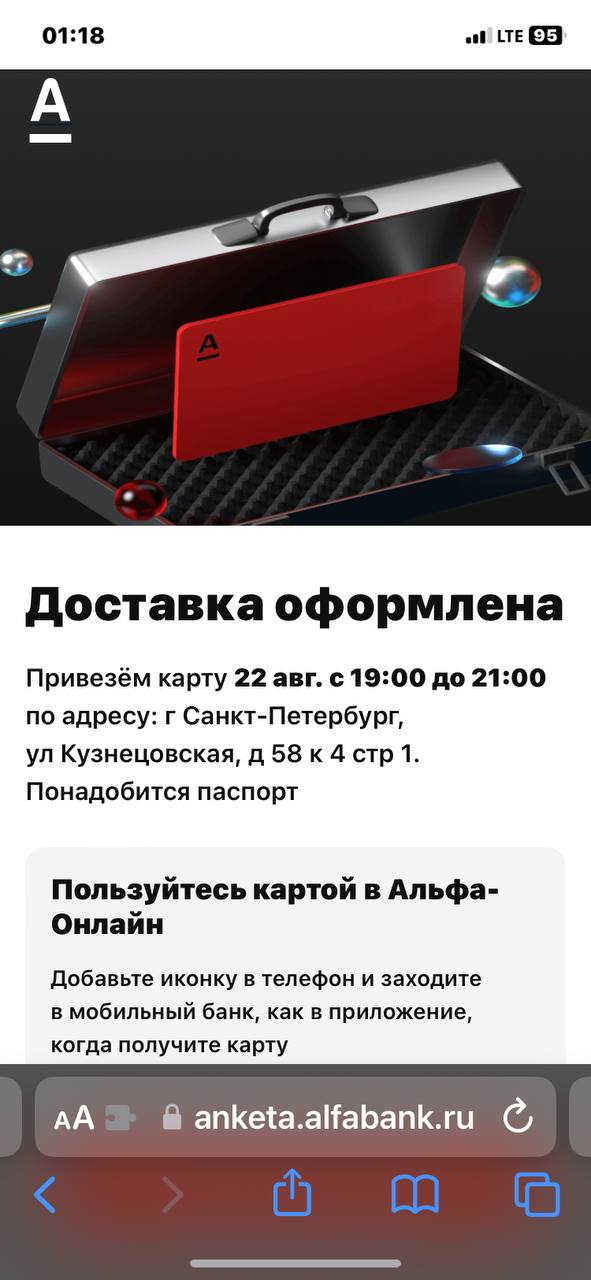 01:18 LTE 95
A
A
Доставка оформлена
Привезём карту 22 авг. с 19:00 до 21:00
по адресу: г Санкт-Петербург,
ул Кузнецовская, д 58 к 4 стр 1.
Понадобится паспорт
Пользуйтесь картой в Альфа-
Онлайн
Добавьте иконку в телефон и заходите
в мобильный банк, как в приложение,
когда получите карту
AA anketa.alfabank.ru